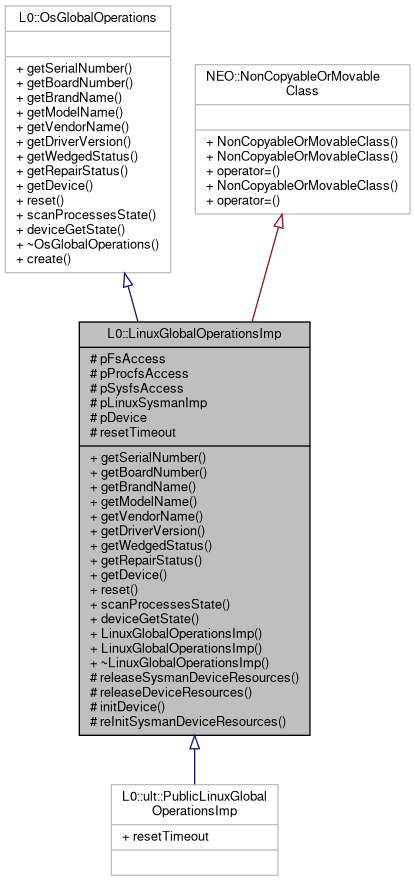 L0::OsGlobalOperations
+ getSerialNumber()
+ getBoardNumber()
+ getBrandName()
+ getModelName()
+ getVendorName()
+ getDriverVersion()
+ getWedgedStatus()
+ getRepairStatus()
+ getDevice()
+ reset()
+ scanProcessesState()
+ deviceGetState()
+ ~OsGlobalOperations()
+ create()
NEO::NonCopyableOrMovable
Class
+ NonCopyableOrMovableClass()
+ NonCopyableOrMovableClass()
+ operator=()
+ NonCopyableOrMovableClass()
+ operator=()
L0::LinuxGlobalOperationsImp
# pFsAccess
# pProcfsAccess
# pSysfsAccess
# pLinuxSysmanImp
# pDevice
# resetTimeout
+ getSerialNumber()
+ getBoardNumber()
+ getBrandName()
+ getModelName()
+ getVendorName()
+ getDriverVersion()
+ getWedgedStatus()
+ getRepairStatus()
+ getDevice()
+ reset()
+ scanProcessesState()
+ deviceGetState()
+ LinuxGlobalOperationsImp()
+ LinuxGlobalOperationsImp()
+ ~LinuxGlobalOperationsImp()
# releaseSysmanDeviceResources()
# releaseDeviceResources()
# initDevice()
# reInitSysmanDeviceResources()
L0::ult::PublicLinuxGlobal
OperationsImp
+ resetTimeout